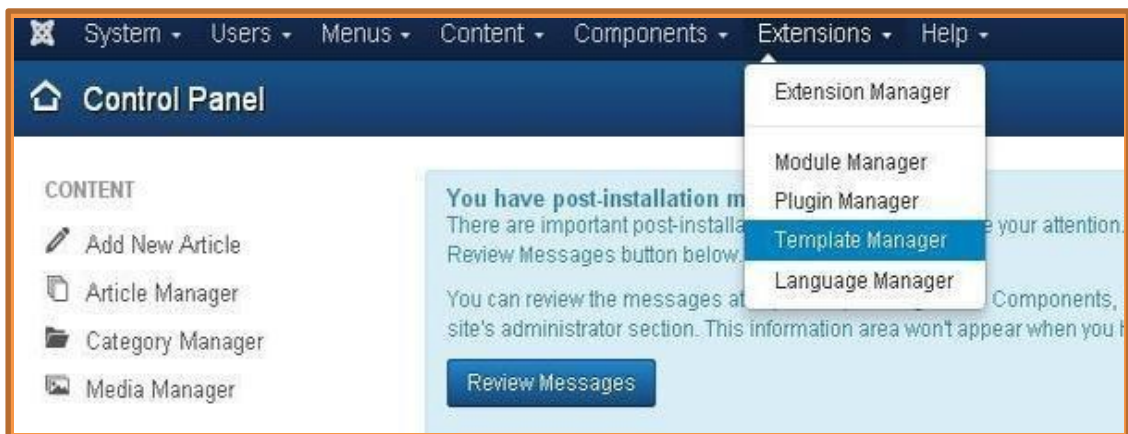 System Users Menus Content Components Extensions Help
Control Panel
Extension Manager
Module Manager
Plugin Manager
Template Manager
Language Manager
CONTENT
Add New Article
Article Manager
Category Manager
Media Manager
You have post-installation m
There are important post-installa your attention.
Review Messages button below.
You can review the messages at Components,
site's administrator section. This information area won't appear when you
Review Messages